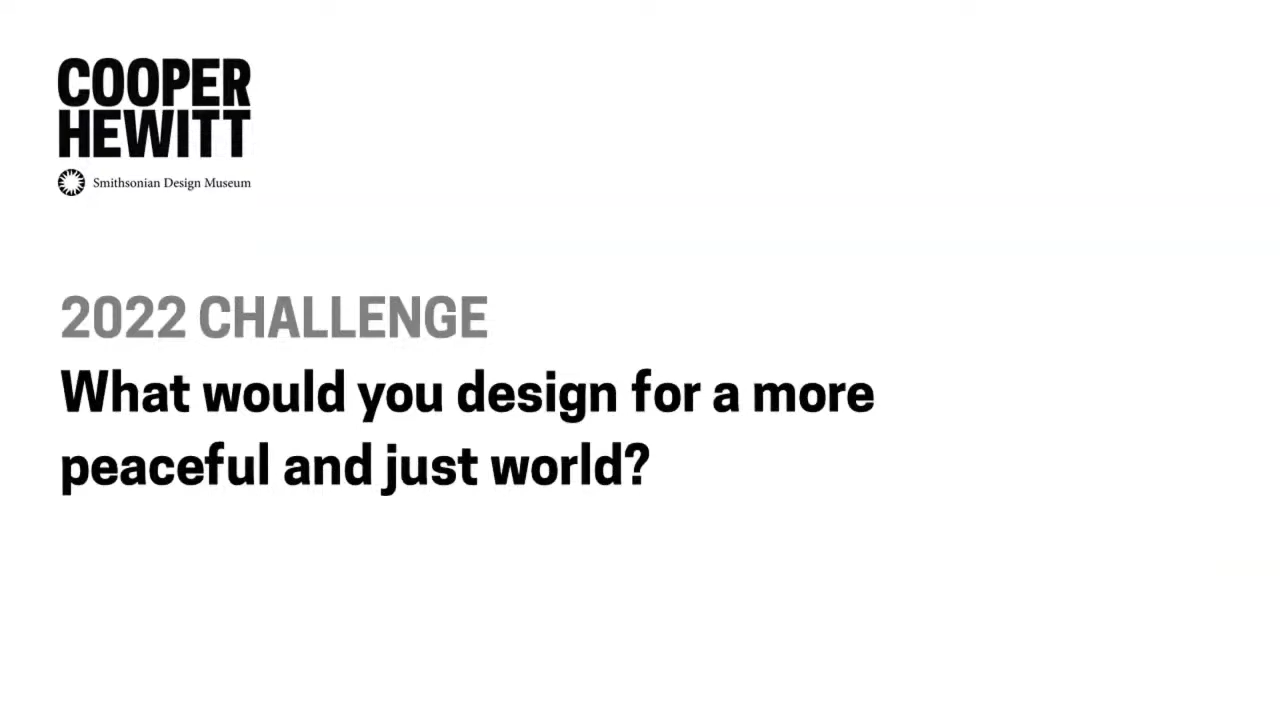 COOPER
HEWITT
Smithsonian Design Museum
2022 CHALLENGE
What would you design for a more
peaceful and just world?